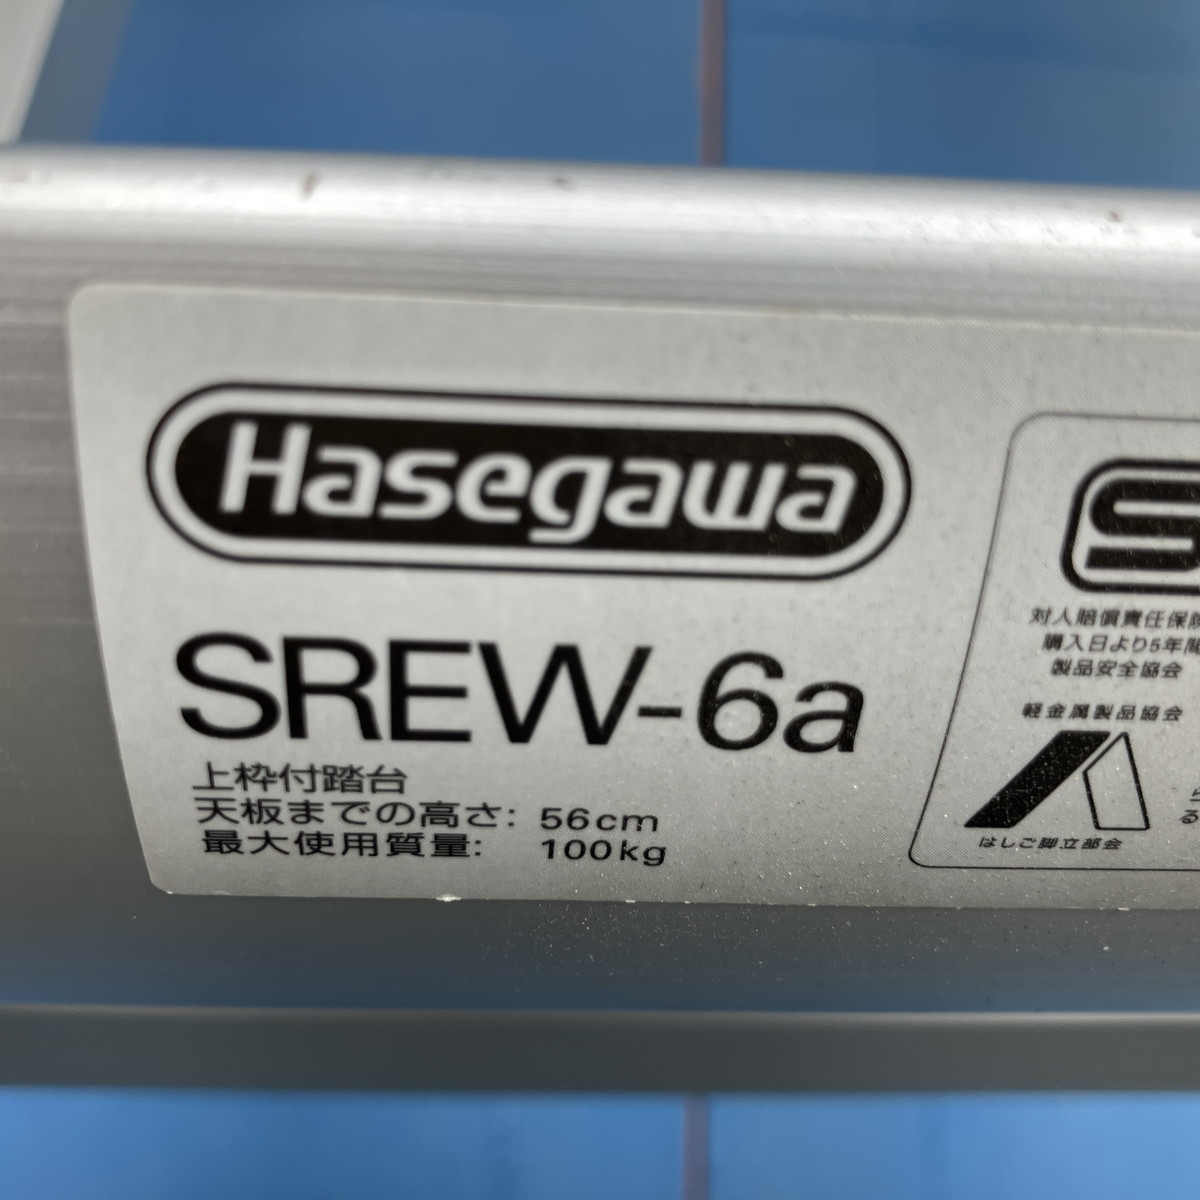 Hasegawa
SREW-6a
上枠付踏台
天板までの高さ: 56cm
最大使用質量: 100kg
S
対人賠償責任保険
購入日より5年間
製品安全協会
軽金属製品協会
はしご脚立部会
る